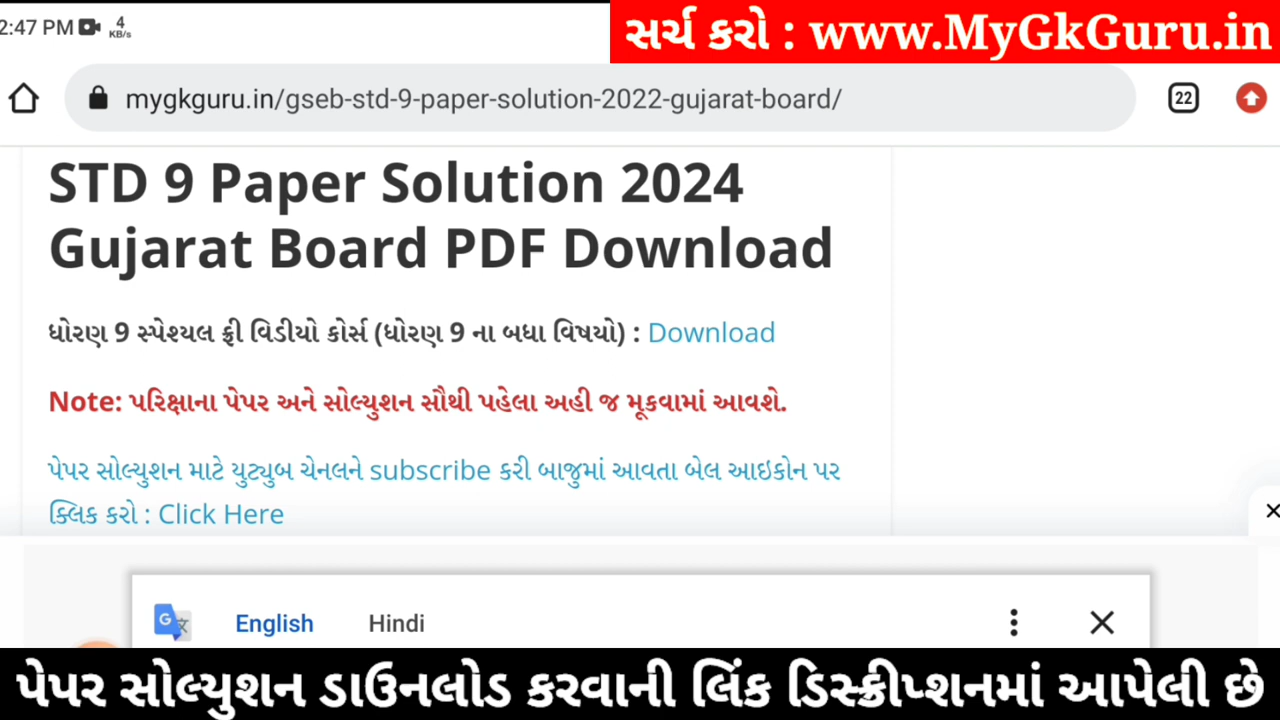 2:47 PM 4 KB/s
સર્ચ કરો : www.MyGkGuru.in
mygkguru.in/gseb-std-9-paper-solution-2022-gujarat-board/
22
STD 9 Paper Solution 2024
Gujarat Board PDF Download
ધોરણ 9 સ્પેશ્યલ ફ્રી વિડીયો કોર્સ (ધોરણ 9 ના બધા વિષયો) : Download
Note: પરિક્ષાના પેપર અને સોલ્યુશન સૌથી પહેલા અહી જ મૂકવામાં આવશે.
પેપર સોલ્યુશન માટે યુટ્યુબ ચેનલને subscribe કરી બાજુમાં આવતા બેલ આઇકોન પર
ક્લિક કરો : Click Here
English Hindi
પેપર સોલ્યુશન ડાઉનલોડ કરવાની લિંક ડિસ્ક્રીપ્શનમાં આપેલી છે